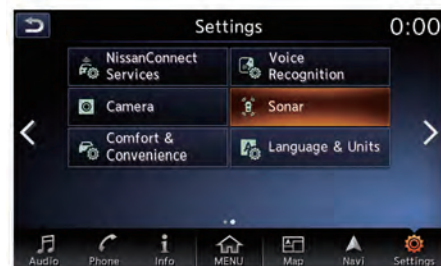 Settings
0:00
NissanConnect
Services
Voice
Recognition
Camera
Sonar
Comfort &
Convenience
Language & Units
Audio
Phone
Info
MENU
Map
Navi
Settings